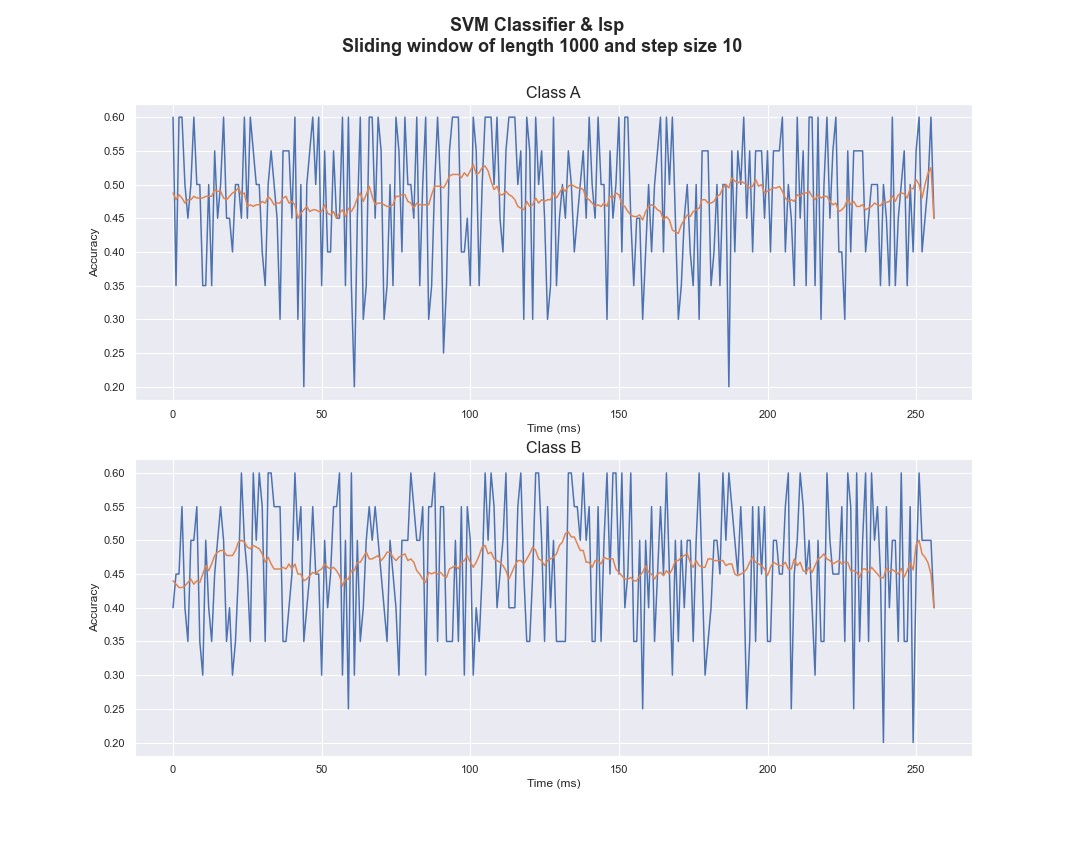 SVM Classifier & lsp
Sliding window of length 1000 and step size 10
Class A
0.60
0.55
0.50
0.45
0.40
0.35
0.30
0.25
0.20
Accuracy
0 50 100 150 200 250
Time (ms)
Class B
0.60
0.55
0.50
0.45
0.40
0.35
0.30
0.25
0.20
Accuracy
0 50 100 150 200 250
Time (ms)